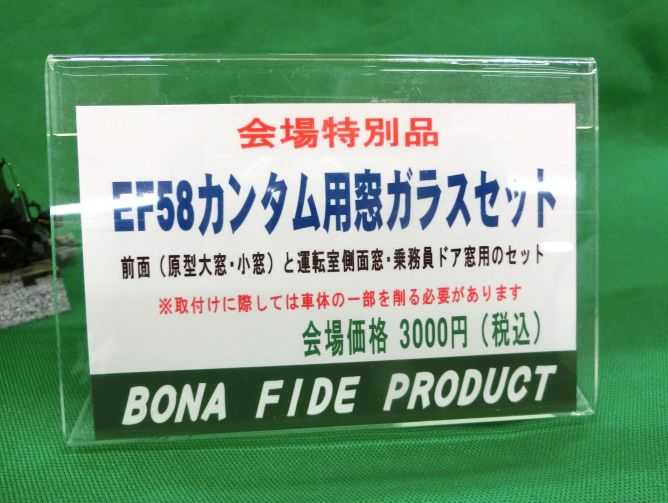 会場特別品
EF58カンタム用窓ガラスセット
前面（原型大窓・小窓）と運転室側面窓・乗務員ドア窓用のセット
※取付けに際しては車体の一部を削る必要があります
会場価格 3000円（税込）
BONA FIDE PRODUCT